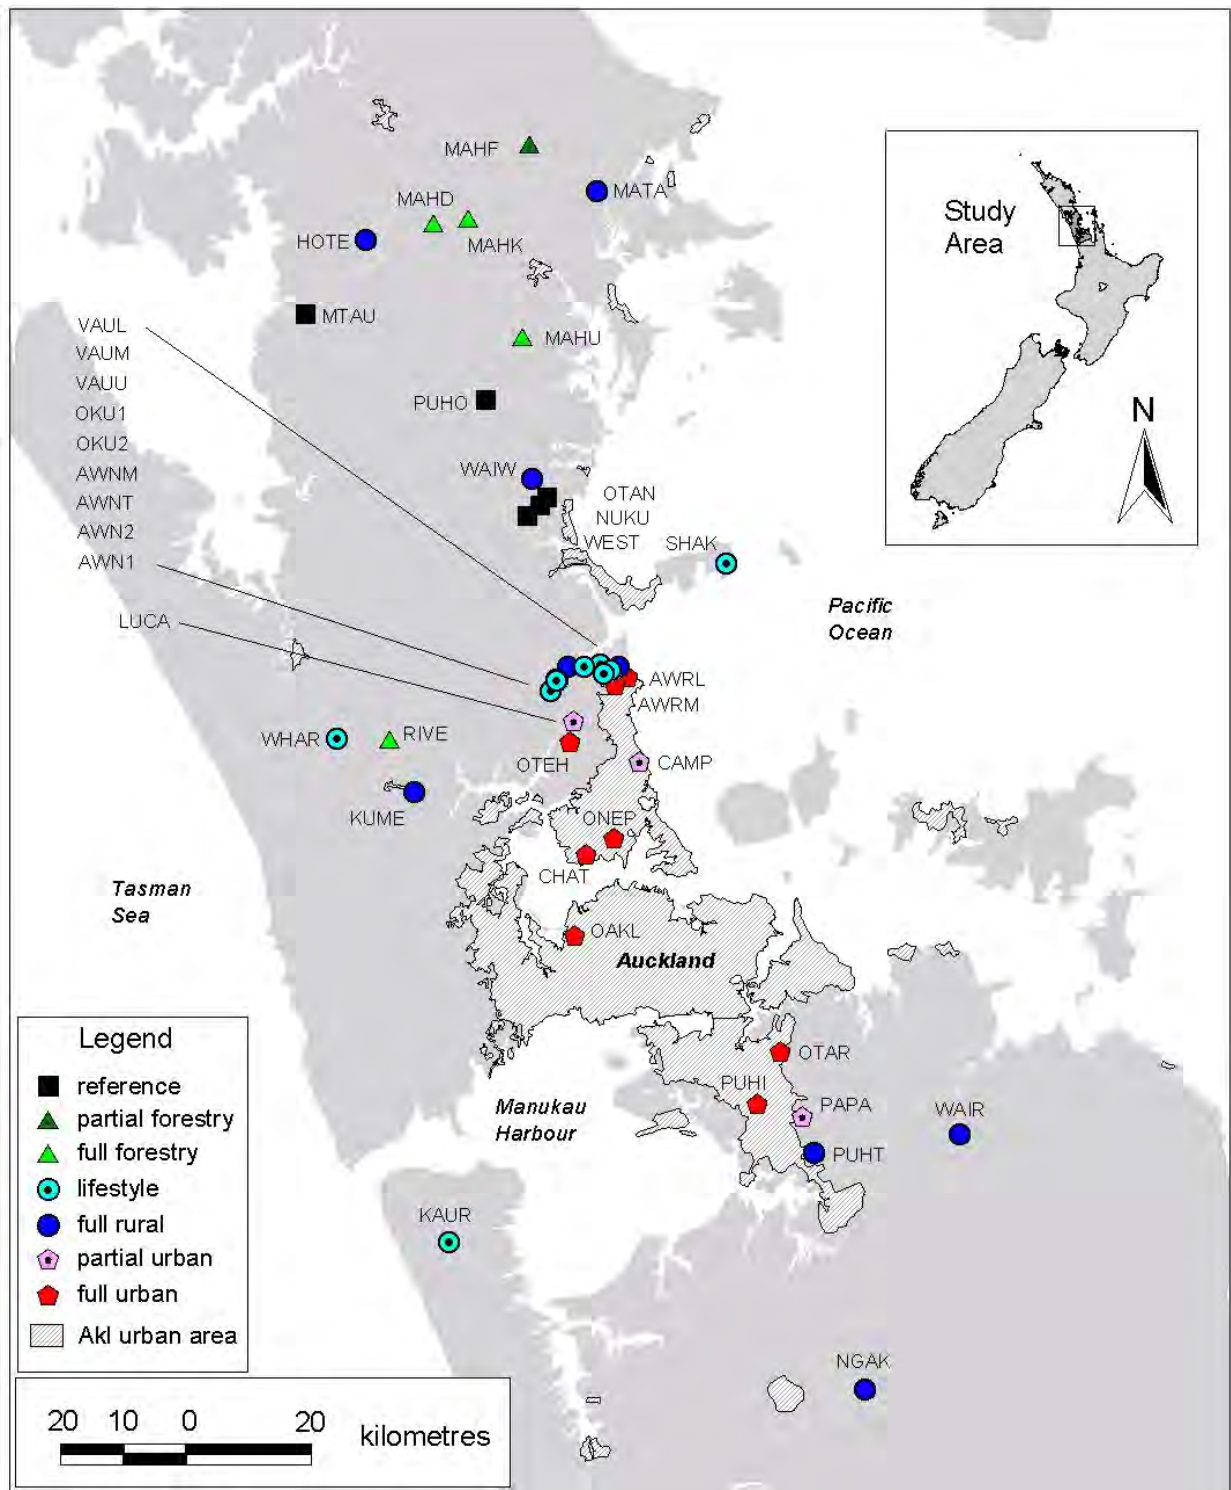 MAHF
MATA
MAHD
HOTE
MAHK
Study
Area
MTAU
VAUL
VAUM
VAUU
OKU1
OKU2
AWNM
AWNT
AWN2
AWN1
LUCA
MAHU
PUHO
N
WAIW
OTAN
NUKU
WEST
SHAK
Pacific
Ocean
AWRL
AWRM
WHAR
RIVE
OTEH
CAMP
KUME
ONEP
CHAT
Tasman
Sea
OAKL
Auckland
Legend
reference
partial forestry
full forestry
lifestyle
full rural
partial urban
full urban
Akl urban area
OTAR
PUHI
PAPA
WAIR
Manukau
Harbour
PUHT
KAUR
NGAK
20 10 0 20
kilometres